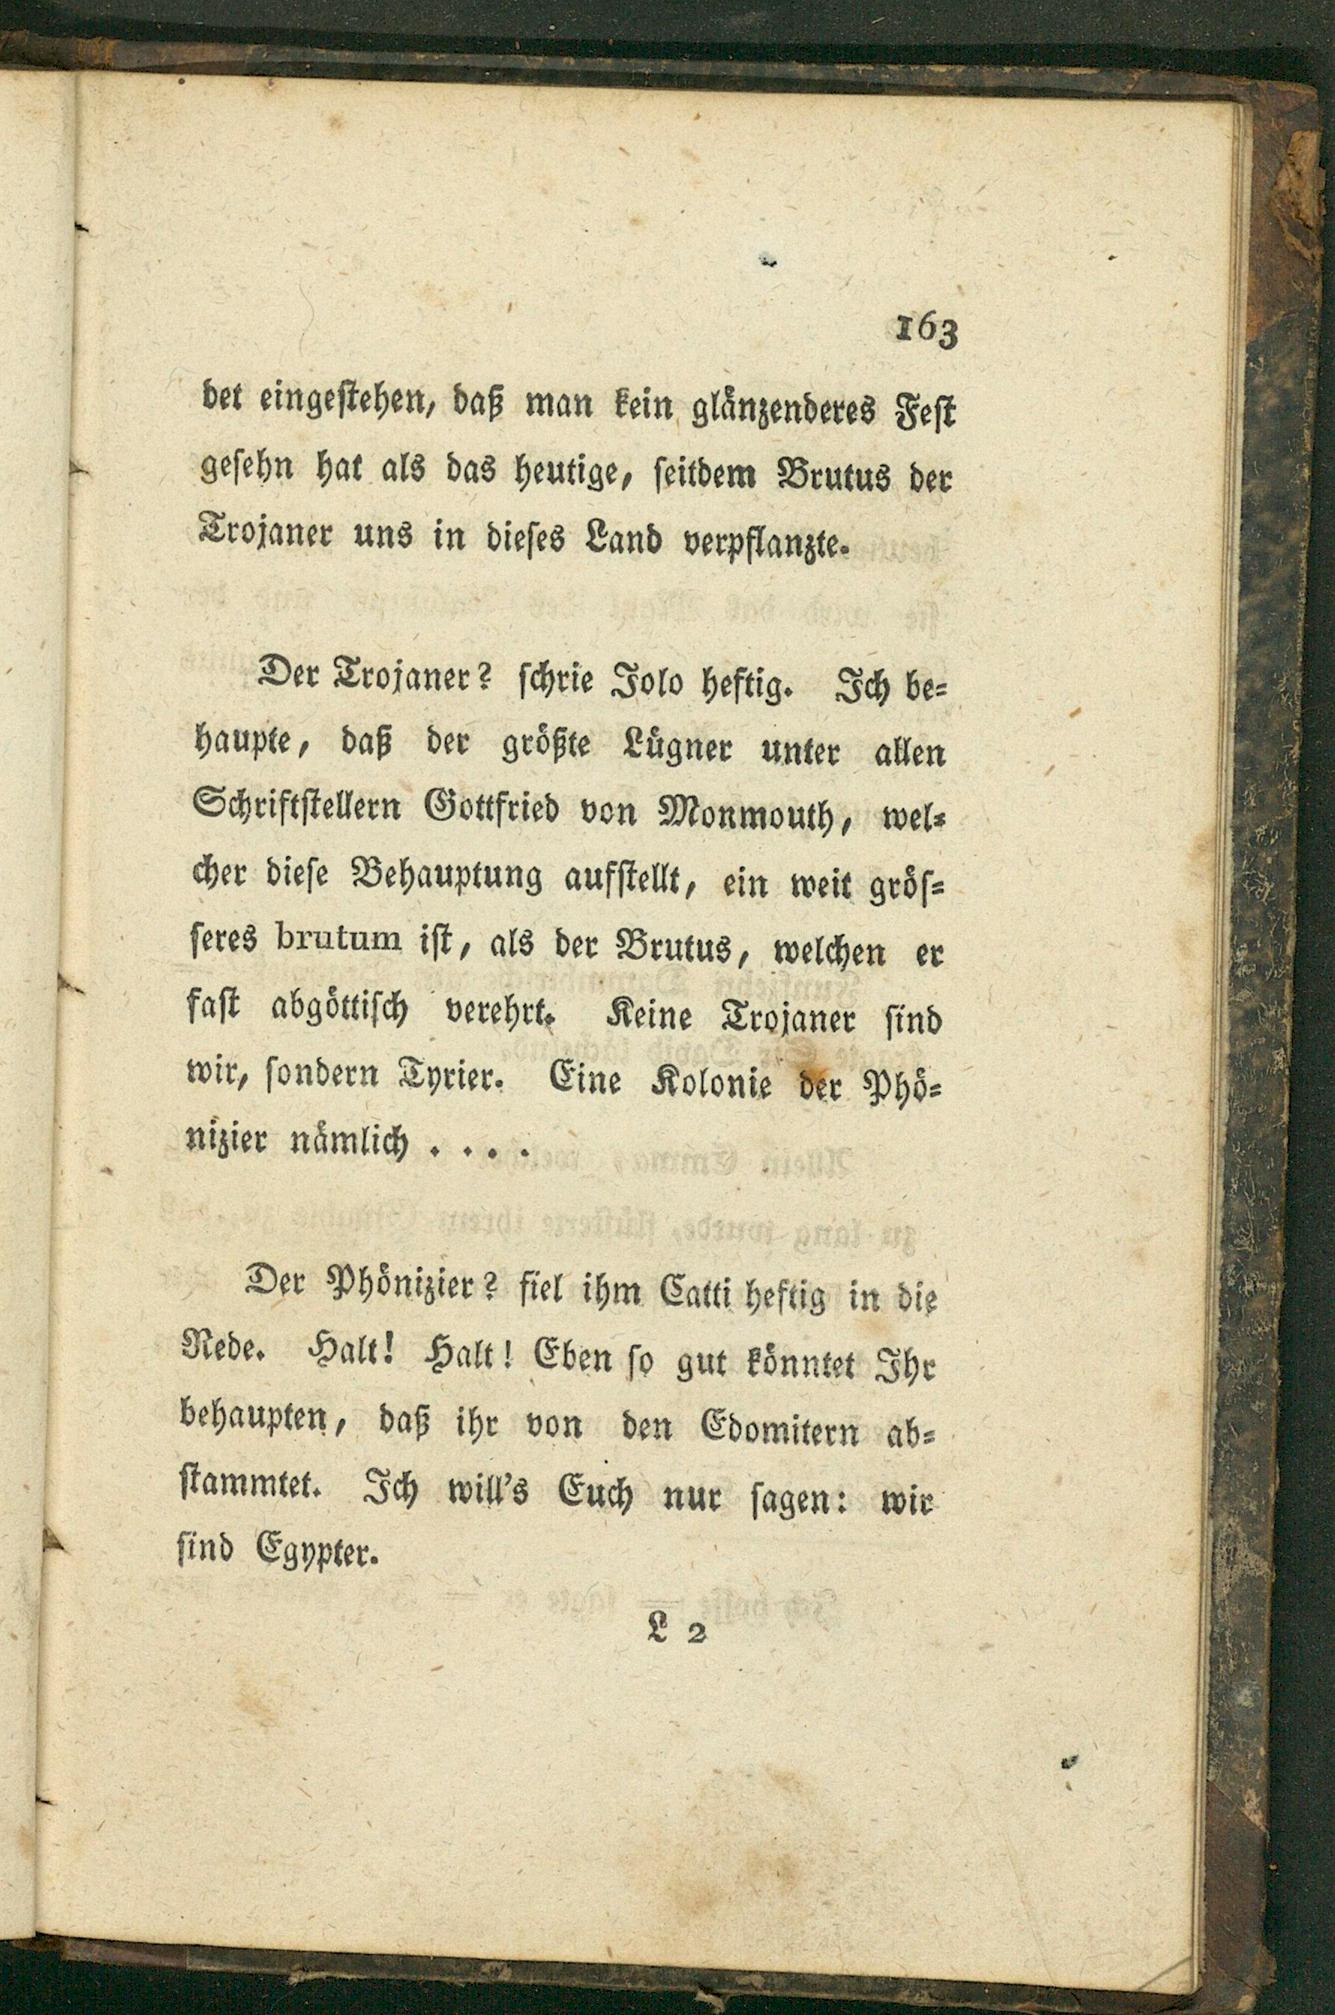 163
det eingestehen, daß man kein glänzenderes Fest
gesehn hat als das heutige, seitdem Brutus der
Trojaner uns in dieses Land verpflanzte.
Der Trojaner? schrie Jolo heftig. Ich be-
haupte, daß der größte Lügner unter allen
Schriftstellern Gottfried von Monmouth, wel-
cher diese Behauptung aufstellt, ein weit grös-
seres brutum ist, als der Brutus, welchen er
fast abgöttisch verehrt. Keine Trojaner sind
wir, sondern Tyrier. Eine Kolonie der Phö-
nizier nämlich . . . .
Der Phönizier? fiel ihm Catti heftig in die
Rede. Halt! Halt! Eben so gut könntet Ihr
behaupten, daß ihr von den Edomitern ab-
stammtet. Ich will's Euch nur sagen: wir
sind Egypter.
L 2